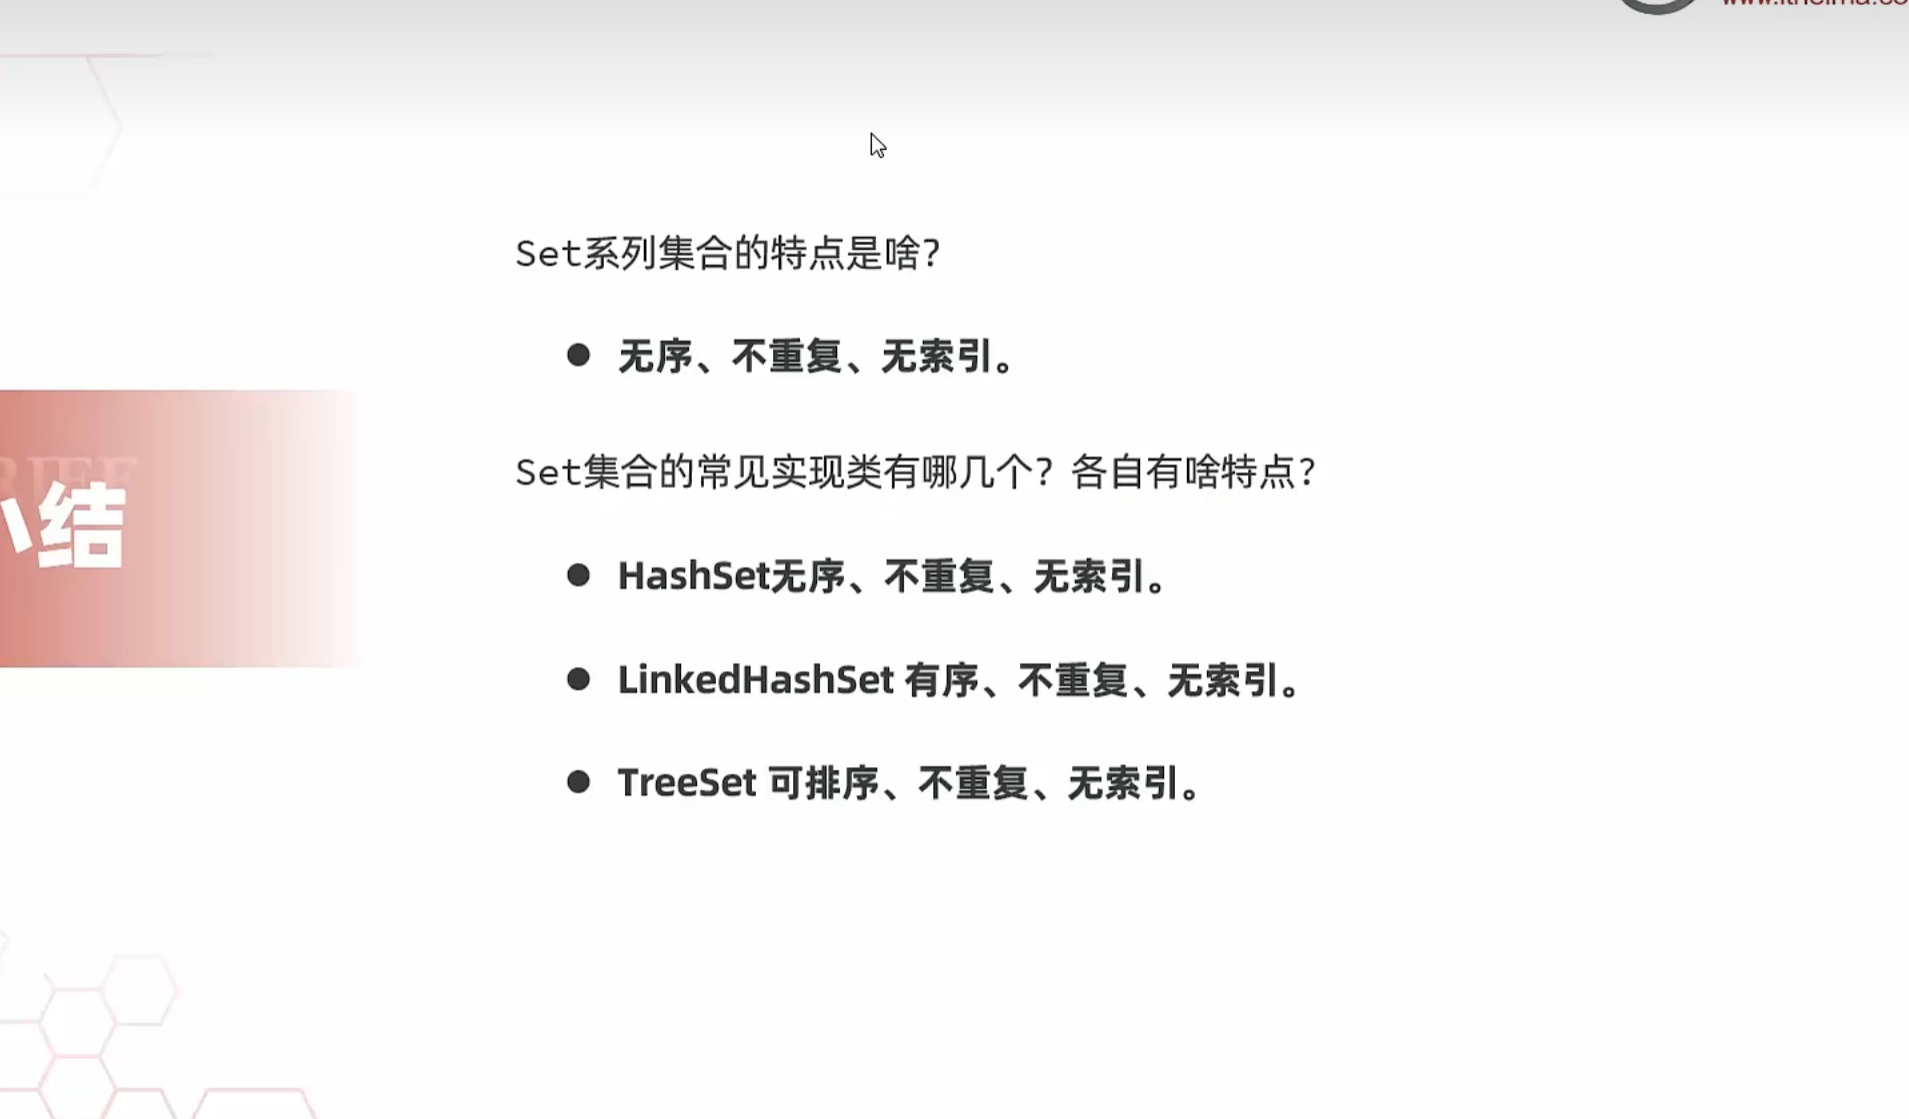 Set系列集合的特点是啥？
● 无序、不重复、无索引。
Set集合的常见实现类有哪几个？各自有啥特点？
● HashSet无序、不重复、无索引。
● LinkedHashSet 有序、不重复、无索引。
● TreeSet 可排序、不重复、无索引。
结